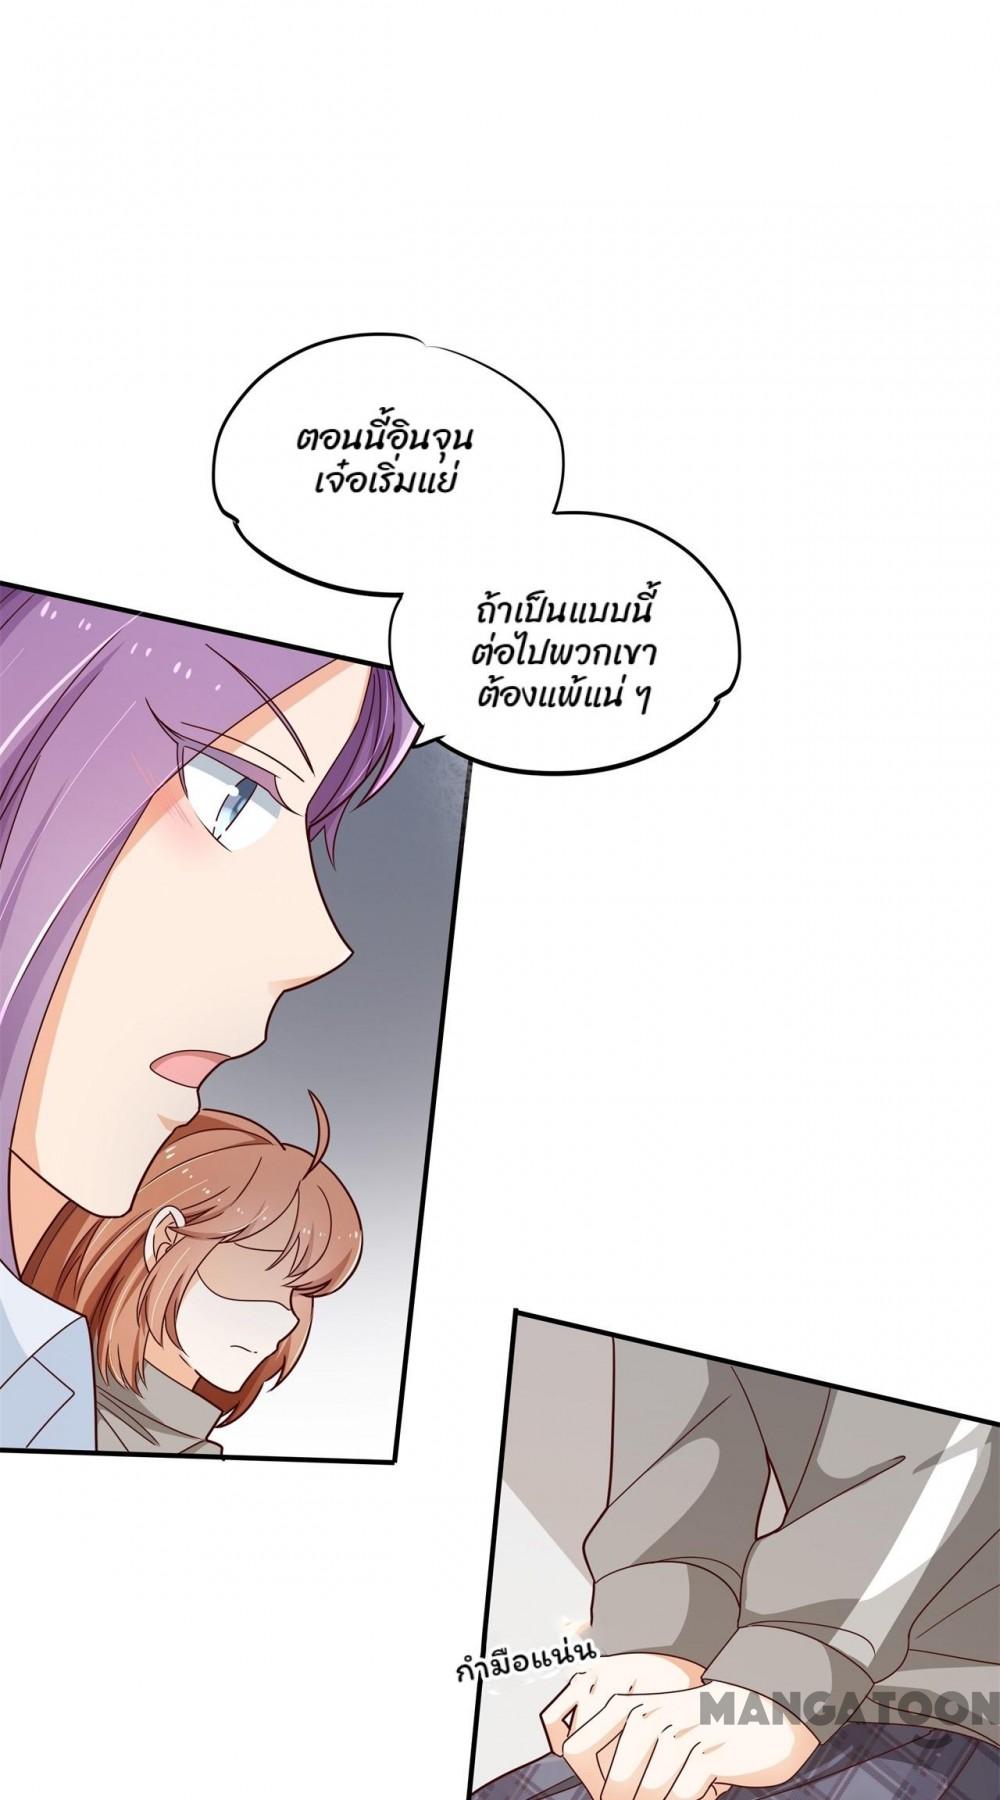 ตอนนี้อินจุน
เจ๋อเริ่มแย่
ถ้าเป็นแบบนี้
ต่อไปพวกเขา
ต้องแพ้แน่ ๆ
กำมือแน่น
MANGATOON